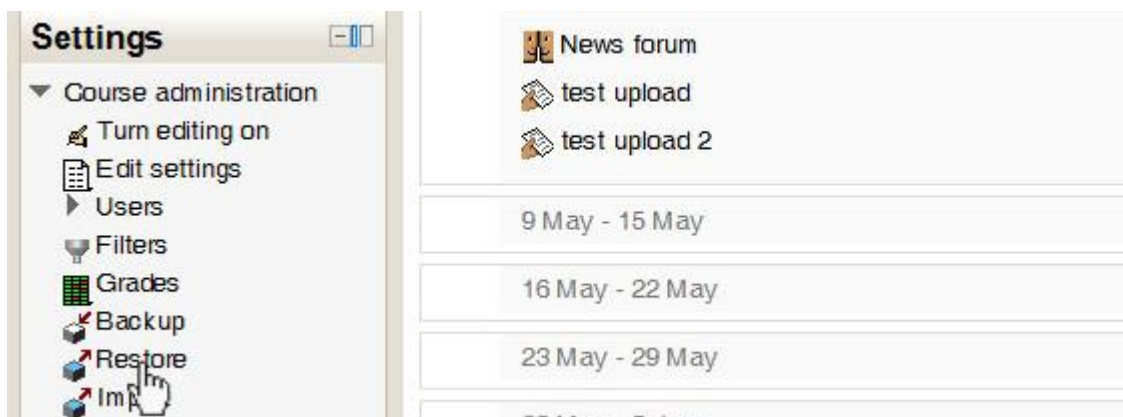 Settings
Course administration
Turn editing on
Edit settings
Users
Filters
Grades
Backup
Restore
News forum
test upload
test upload 2
9 May - 15 May
16 May - 22 May
23 May - 29 May